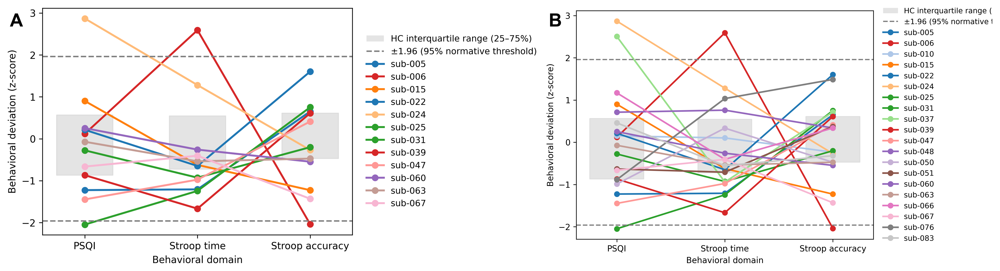 A
3
2
1
0
−1
−2
Behavioral deviation (z-score)
PSQI
Stroop time
Stroop accuracy
Behavioral domain
HC interquartile range (25–75%)
±1.96 (95% normative threshold)
sub-005
sub-006
sub-015
sub-022
sub-024
sub-025
sub-031
sub-039
sub-047
sub-060
sub-063
sub-067
B
3
2
1
0
−1
−2
Behavioral deviation (z-score)
PSQI
Stroop time
Stroop accuracy
Behavioral domain
HC interquartile range (
±1.96 (95% normative t
sub-005
sub-006
sub-010
sub-015
sub-022
sub-024
sub-025
sub-031
sub-037
sub-039
sub-047
sub-048
sub-050
sub-051
sub-060
sub-063
sub-066
sub-067
sub-076
sub-083